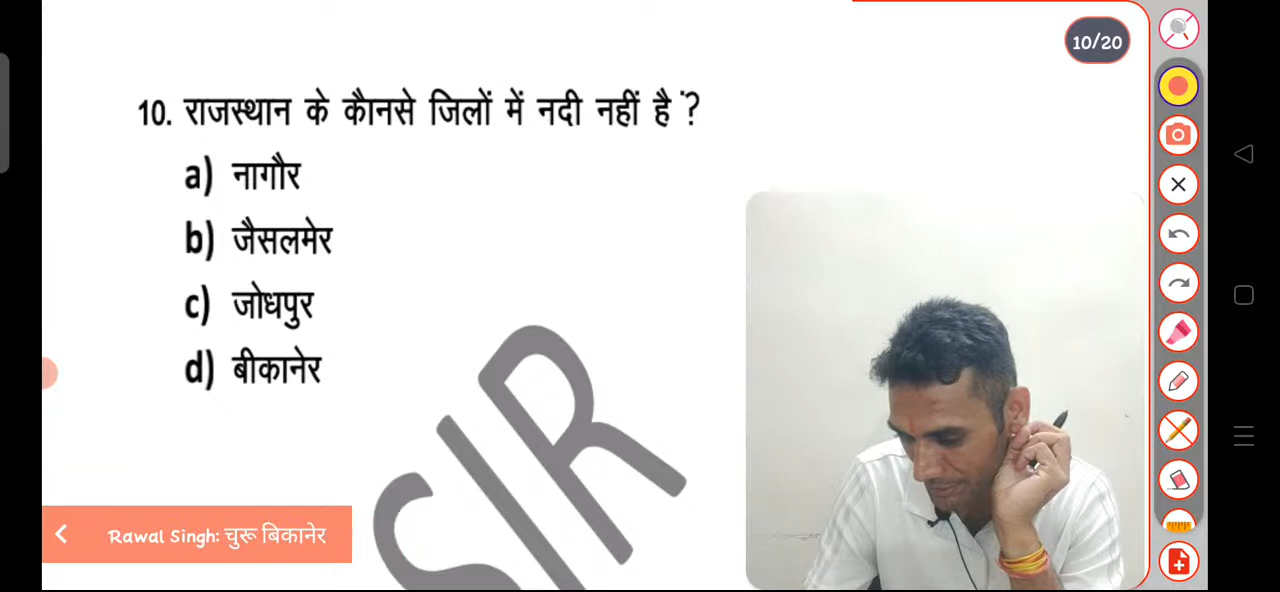 10/20
10. राजस्थान के कौनसे जिलों में नदी नहीं है ?
a) नागौर
b) जैसलमेर
c) जोधपुर
d) बीकानेर
SIR
Rawal Singh: चुरू बिकानेर